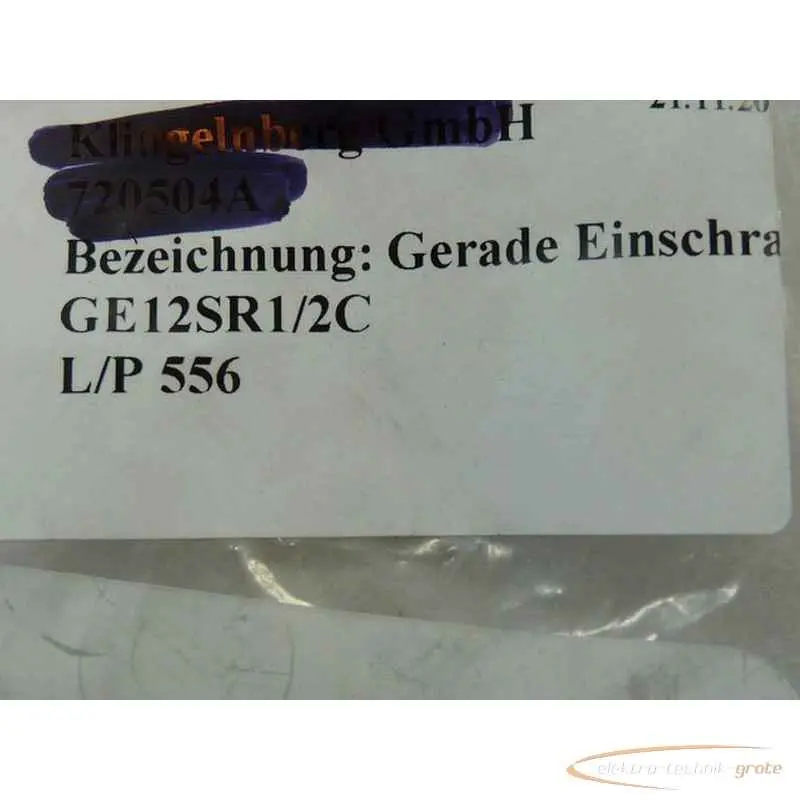 21.11.20
Klingelnberg GmbH
720504A
Bezeichnung: Gerade Einschra
GE12SR1/2C
L/P 556
elektro-technik-grote